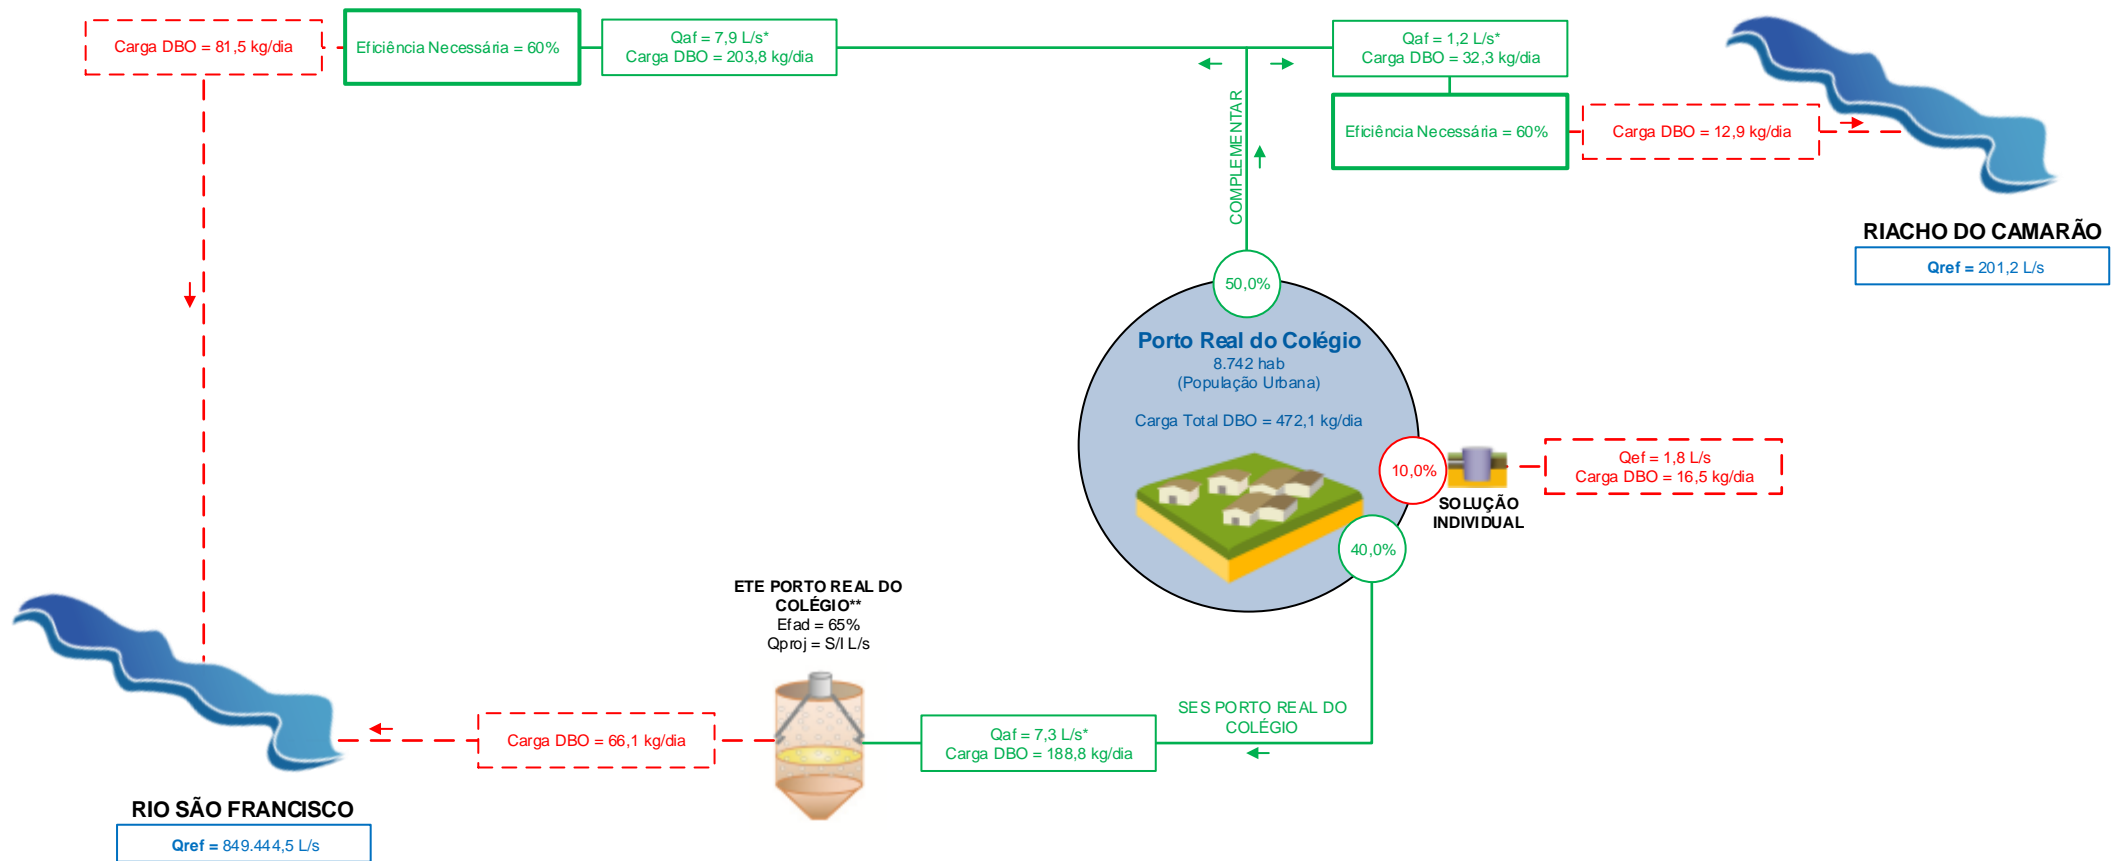 Carga DBO = 81,5 kg/dia
Eficiência Necessária = 60%
Qaf = 7,9 L/s*
Carga DBO = 203,8 kg/dia
Qaf = 1,2 L/s*
Carga DBO = 32,3 kg/dia
Eficiência Necessária = 60%
Carga DBO = 12,9 kg/dia
COMPLEMENTAR
RIACHO DO CAMARÃO
Qref = 201,2 L/s
50,0%
Porto Real do Colégio
8.742 hab
(População Urbana)
Carga Total DBO = 472,1 kg/dia
10,0%
SOLUÇÃO
INDIVIDUAL
Qef = 1,8 L/s
Carga DBO = 16,5 kg/dia
40,0%
ETE PORTO REAL DO
COLÉGIO**
Efad = 65%
Qproj = S/I L/s
SES PORTO REAL DO
COLÉGIO
Qaf = 7,3 L/s*
Carga DBO = 188,8 kg/dia
Carga DBO = 66,1 kg/dia
RIO SÃO FRANCISCO
Qref = 849.444,5 L/s